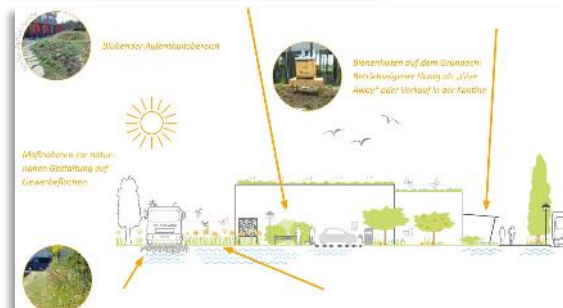 Blühender Aufenthaltsbereich
Bienenkisten auf dem Gründach:
Betriebseigener Honig als „Give
Away“ oder Verkauf in der Kantine
Maßnahmen zur natur-
nahen Gestaltung auf
Gewerbeflächen.